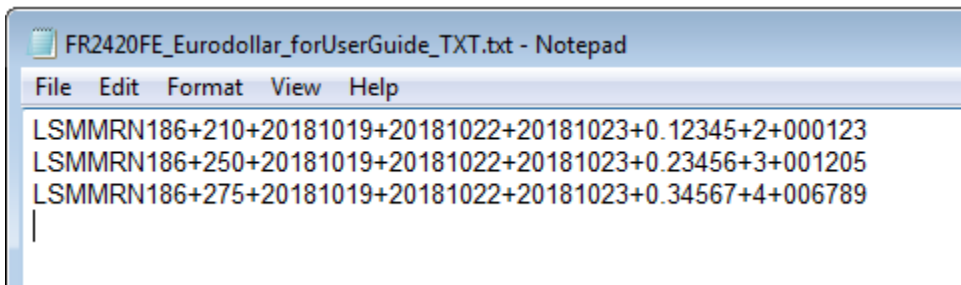 FR2420FE_Eurodollar_forUserGuide_TXT.txt - Notepad
File Edit Format View Help
LSMMRN186+210+20181019+20181022+20181023+0.12345+2+000123
LSMMRN186+250+20181019+20181022+20181023+0.23456+3+001205
LSMMRN186+275+20181019+20181022+20181023+0.34567+4+006789